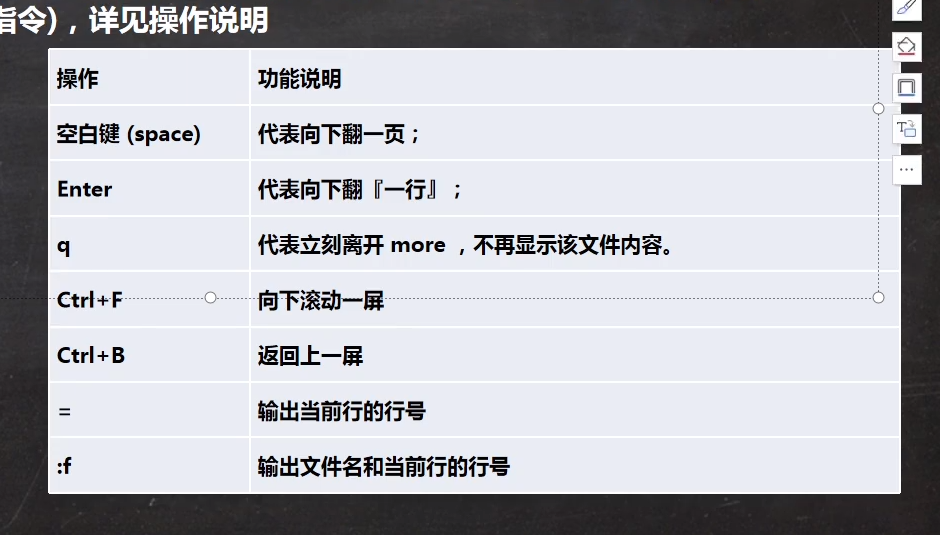 指令)，详见操作说明
操作 功能说明
空白键 (space) 代表向下翻一页；
Enter 代表向下翻『一行』；
q 代表立刻离开 more ，不再显示该文件内容。
Ctrl+F 向下滚动一屏
Ctrl+B 返回上一屏
= 输出当前行的行号
:f 输出文件名和当前行的行号